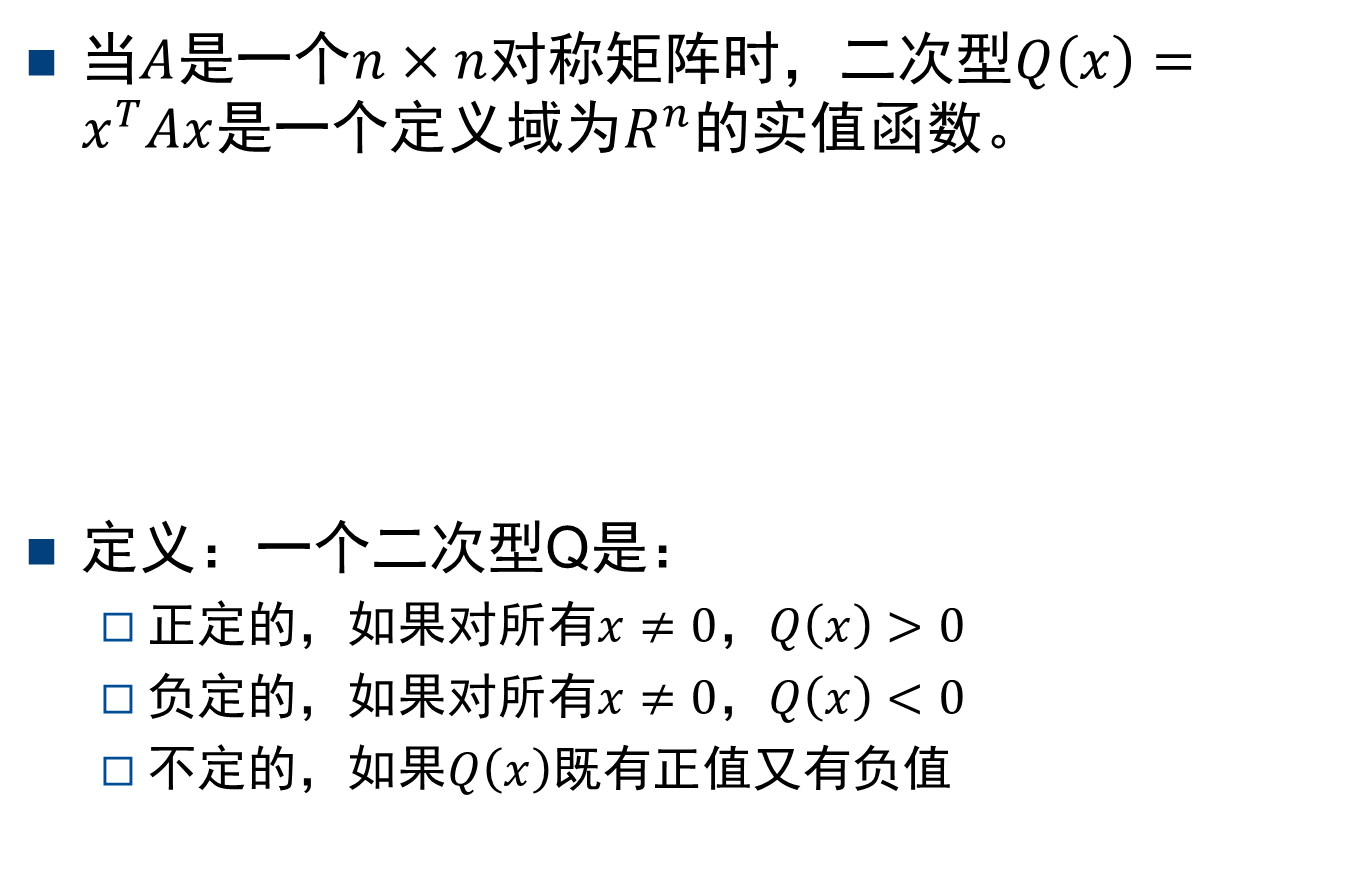 当A是一个n × n对称矩阵时，二次型Q(x) =
xᵀAx是一个定义域为Rⁿ的实值函数。
定义：一个二次型Q是：
正定的，如果对所有x ≠ 0，Q(x) > 0
负定的，如果对所有x ≠ 0，Q(x) < 0
不定的，如果Q(x)既有正值又有负值